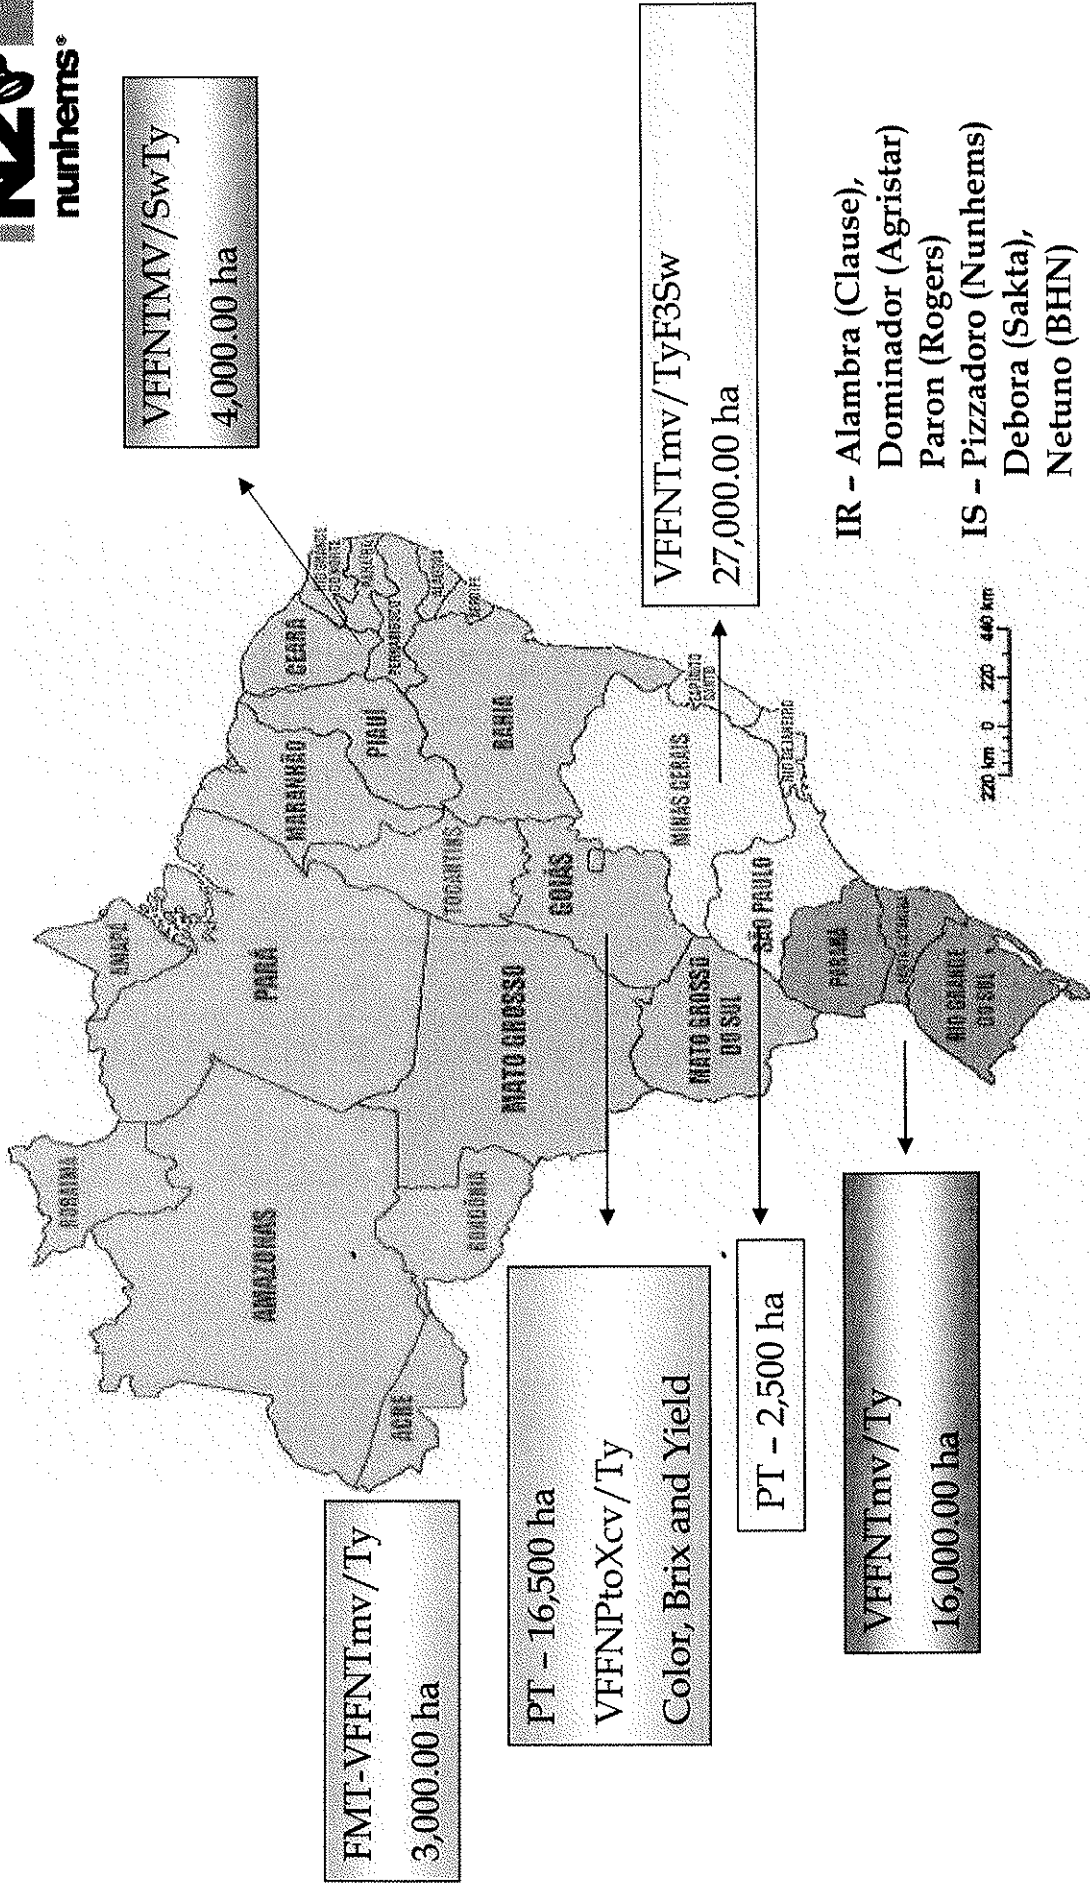 nunhems®
VFFNTMV/SwTy
4,000.00 ha
RORAIMA
AMAPÁ
AMAZONAS
PARÁ
MARANHÃO
CEARÁ
PIAUÍ
ACRE
RONDÔNIA
MATO GROSSO
TOCANTINS
BAHIA
GOIÁS
MINAS GERAIS
ESPÍRITO
SANTO
MATO GROSSO
DO SUL
SÃO PAULO
RIO DE JANEIRO
PARANÁ
RIO GRANDE
DO SUL
FMT-VFFNTmv/Ty
3,000.00 ha
PT – 16,500 ha
VFFNPtoXcv/Ty
Color, Brix and Yield
PT – 2,500 ha
VFFNTmv/Ty
16,000.00 ha
VFFNTmv/TyF3Sw
27,000.00 ha
220 km 0 220 440 km
IR – Alambra (Clause),
Dominador (Agristar)
Paron (Rogers)
IS – Pizzadoro (Nunhems)
Debora (Sakta),
Netuno (BHN)